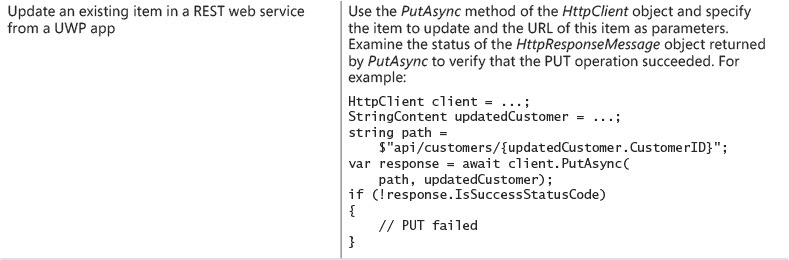 Update an existing item in a REST web service
from a UWP app
Use the PutAsync method of the HttpClient object and specify
the item to update and the URL of this item as parameters.
Examine the status of the HttpResponseMessage object returned
by PutAsync to verify that the PUT operation succeeded. For
example:
HttpClient client = ...;
StringContent updatedCustomer = ...;
string path =
    $"api/customers/{updatedCustomer.CustomerID}";
var response = await client.PutAsync(
    path, updatedCustomer);
if (!response.IsSuccessStatusCode)
{
    // PUT failed
}